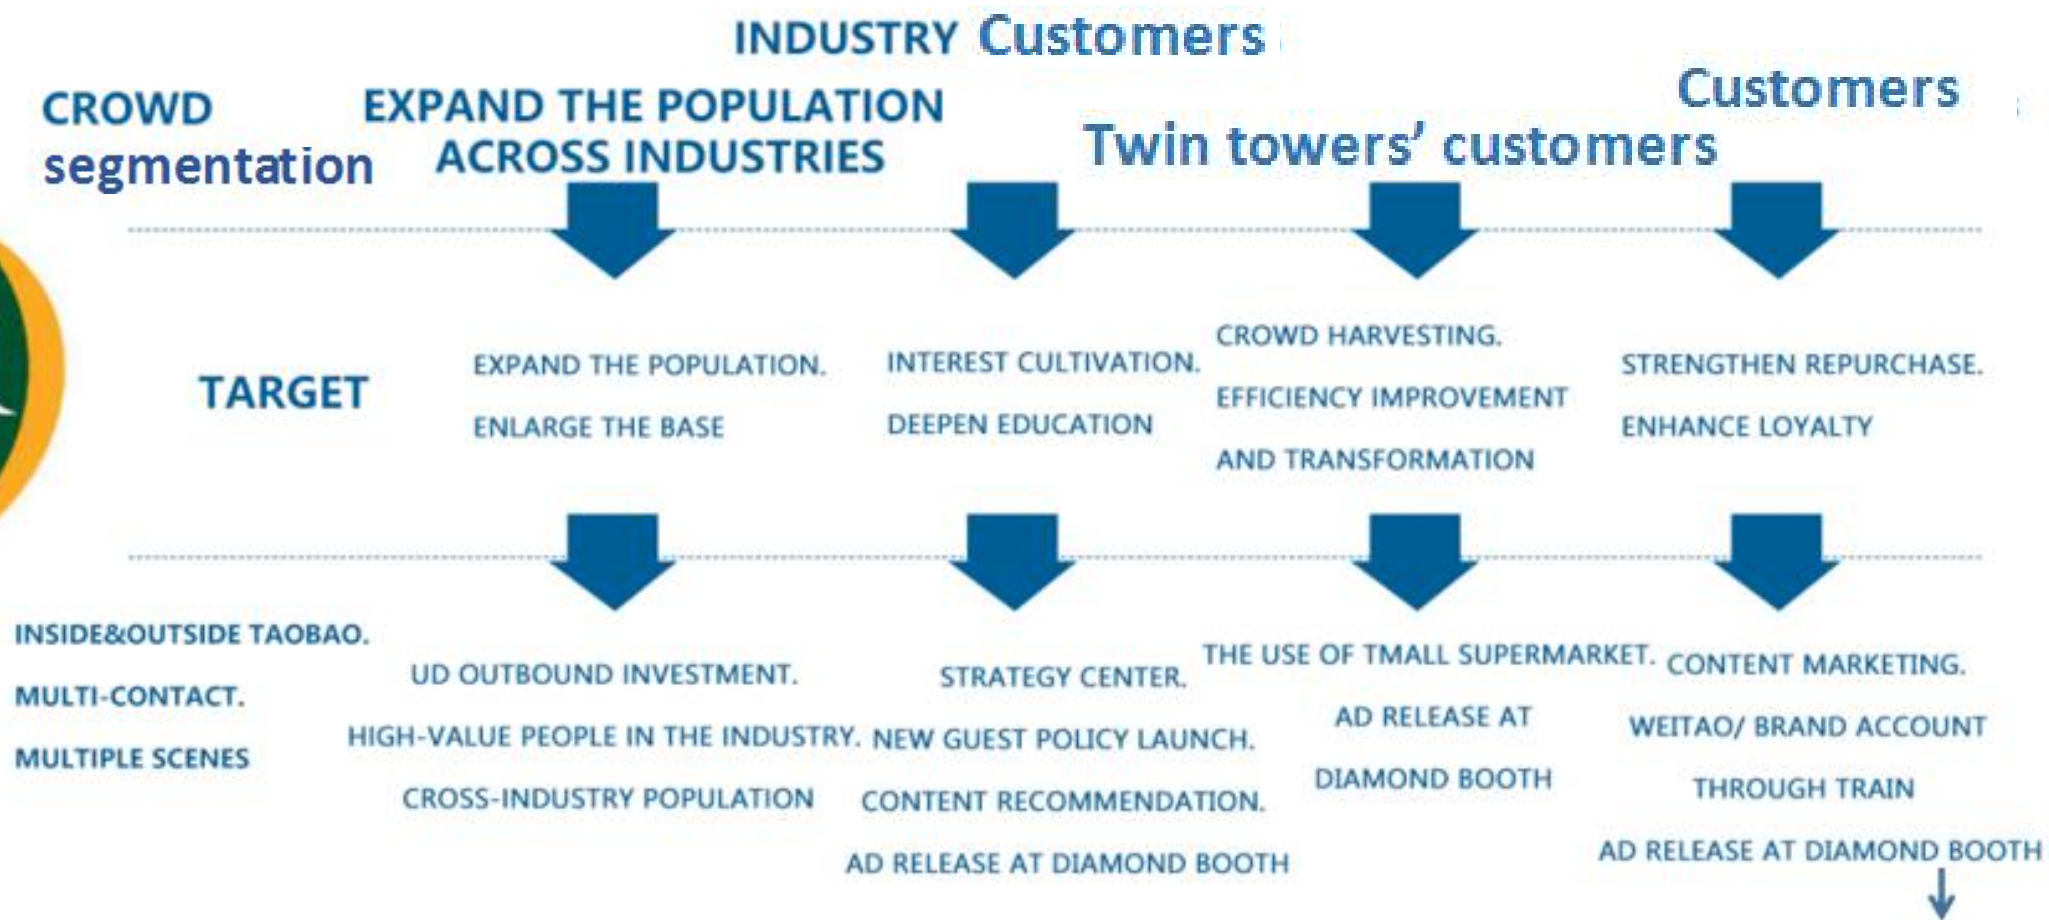 INDUSTRY Customers
Customers
CROWD
segmentation
EXPAND THE POPULATION
ACROSS INDUSTRIES
Twin towers’ customers
TARGET
EXPAND THE POPULATION.
ENLARGE THE BASE
INTEREST CULTIVATION.
DEEPEN EDUCATION
CROWD HARVESTING.
EFFICIENCY IMPROVEMENT
AND TRANSFORMATION
STRENGTHEN REPURCHASE.
ENHANCE LOYALTY
INSIDE&OUTSIDE TAOBAO.
MULTI-CONTACT.
MULTIPLE SCENES
UD OUTBOUND INVESTMENT.
HIGH-VALUE PEOPLE IN THE INDUSTRY.
CROSS-INDUSTRY POPULATION
STRATEGY CENTER.
NEW GUEST POLICY LAUNCH.
CONTENT RECOMMENDATION.
AD RELEASE AT DIAMOND BOOTH
THE USE OF TMALL SUPERMARKET.
AD RELEASE AT
DIAMOND BOOTH
CONTENT MARKETING.
WEITAO/ BRAND ACCOUNT
THROUGH TRAIN
AD RELEASE AT DIAMOND BOOTH